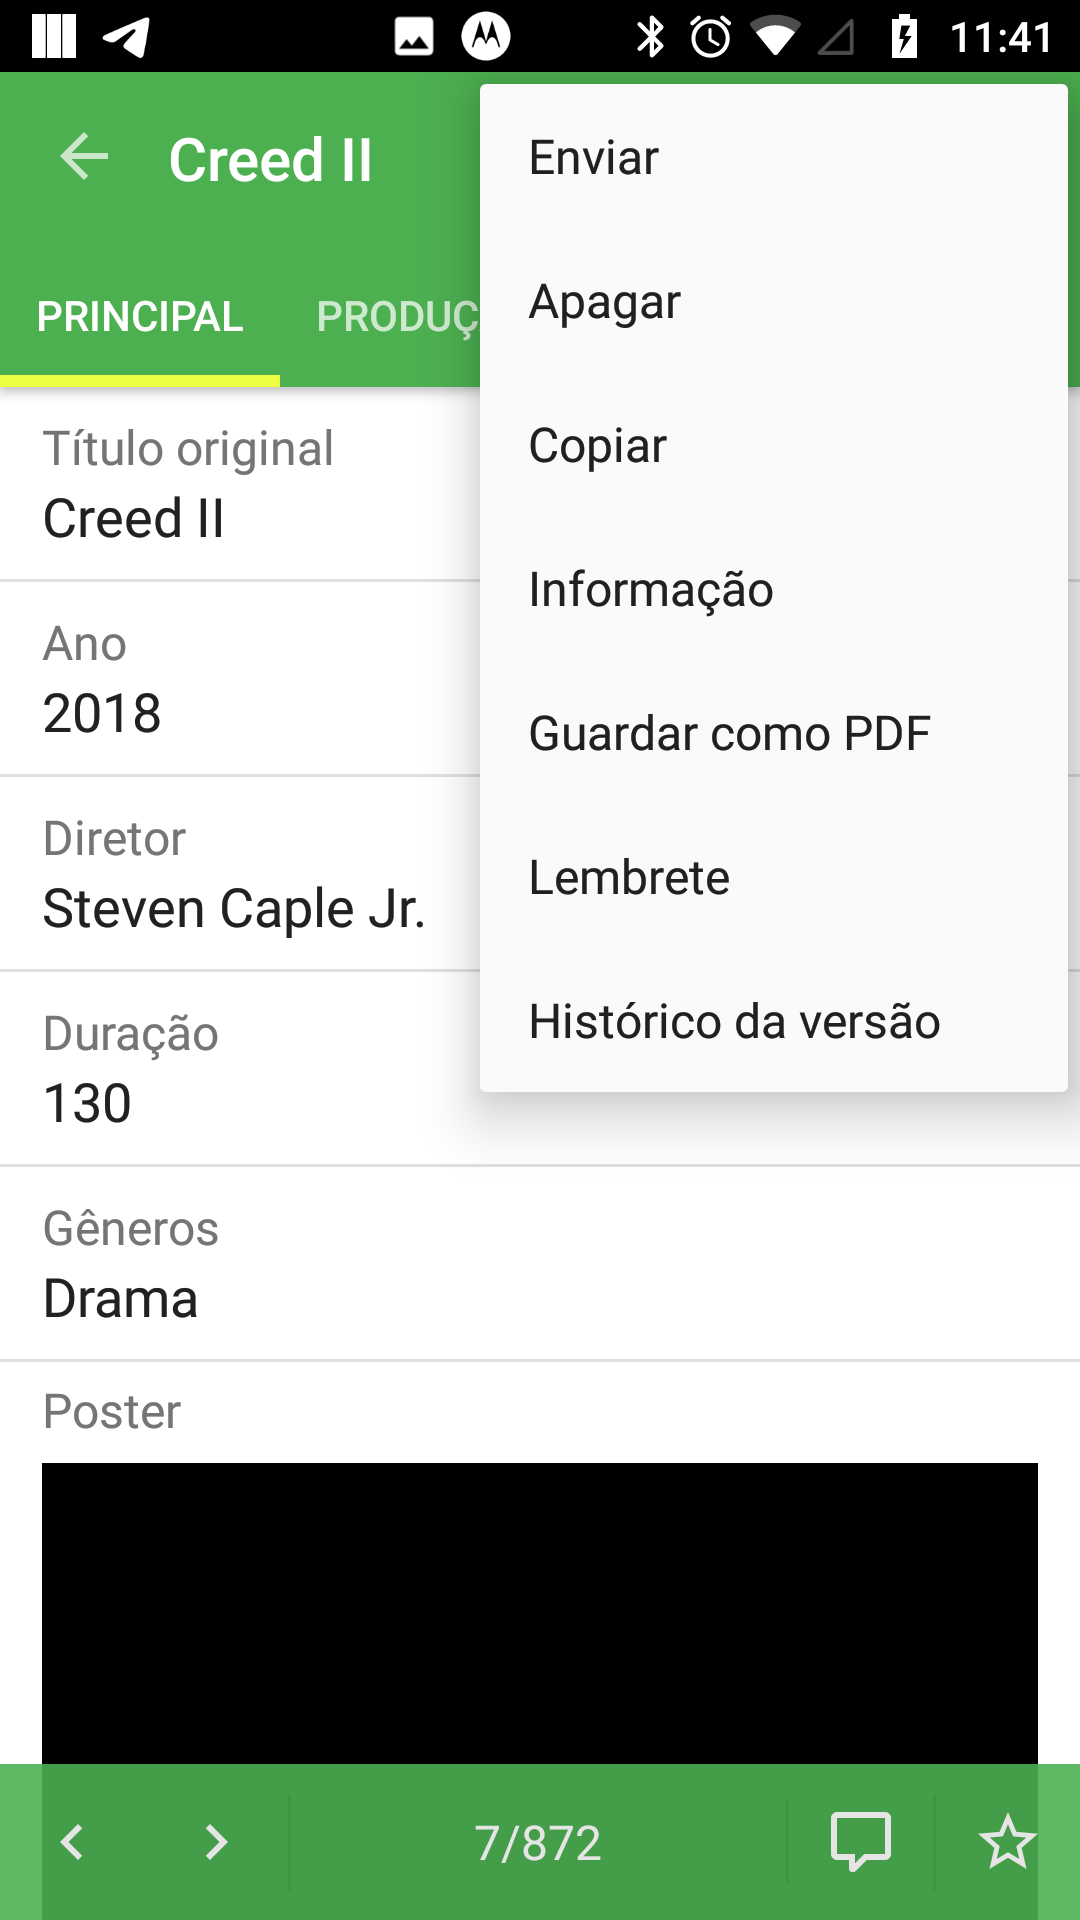 11:41
Creed II
PRINCIPAL
PRODUÇ
Enviar
Apagar
Copiar
Informação
Guardar como PDF
Lembrete
Histórico da versão
Título original
Creed II
Ano
2018
Diretor
Steven Caple Jr.
Duração
130
Gêneros
Drama
Poster
7/872